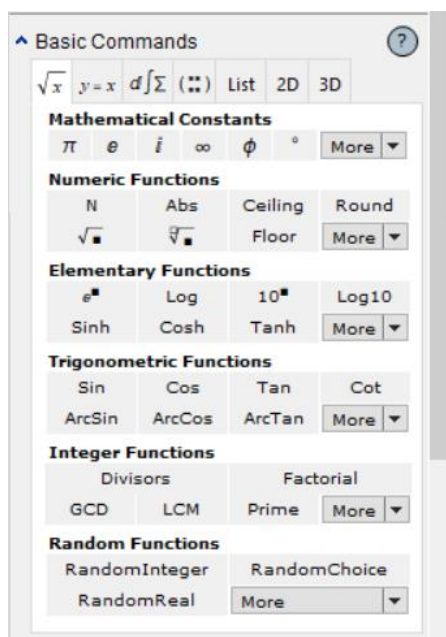 Basic Commands ?
√x y = x d∫Σ (∷) List 2D 3D
Mathematical Constants
π e i ∞ ϕ ° More
Numeric Functions
N Abs Ceiling Round
√■ ∛■ Floor More
Elementary Functions
e■ Log 10■ Log10
Sinh Cosh Tanh More
Trigonometric Functions
Sin Cos Tan Cot
ArcSin ArcCos ArcTan More
Integer Functions
Divisors Factorial
GCD LCM Prime More
Random Functions
RandomInteger RandomChoice
RandomReal More